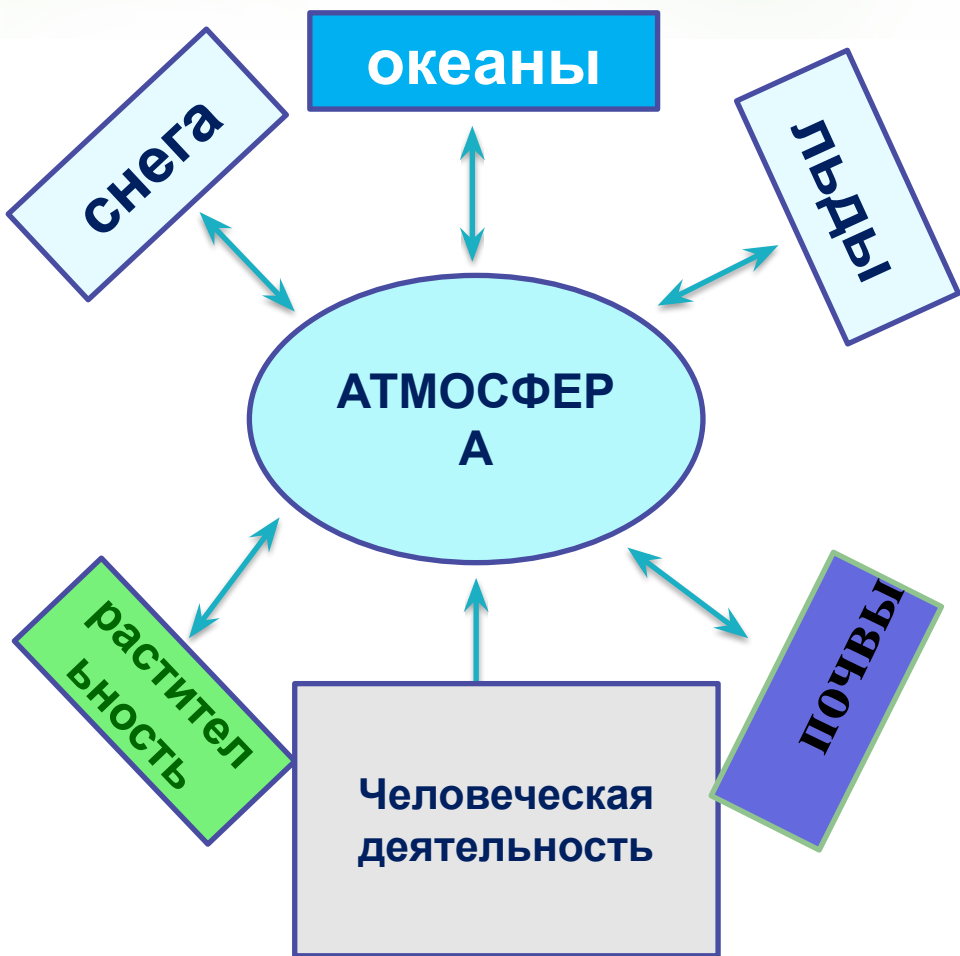 океаны
снега
льды
АТМОСФЕР
А
растител
ьность
почвы
Человеческая
деятельность